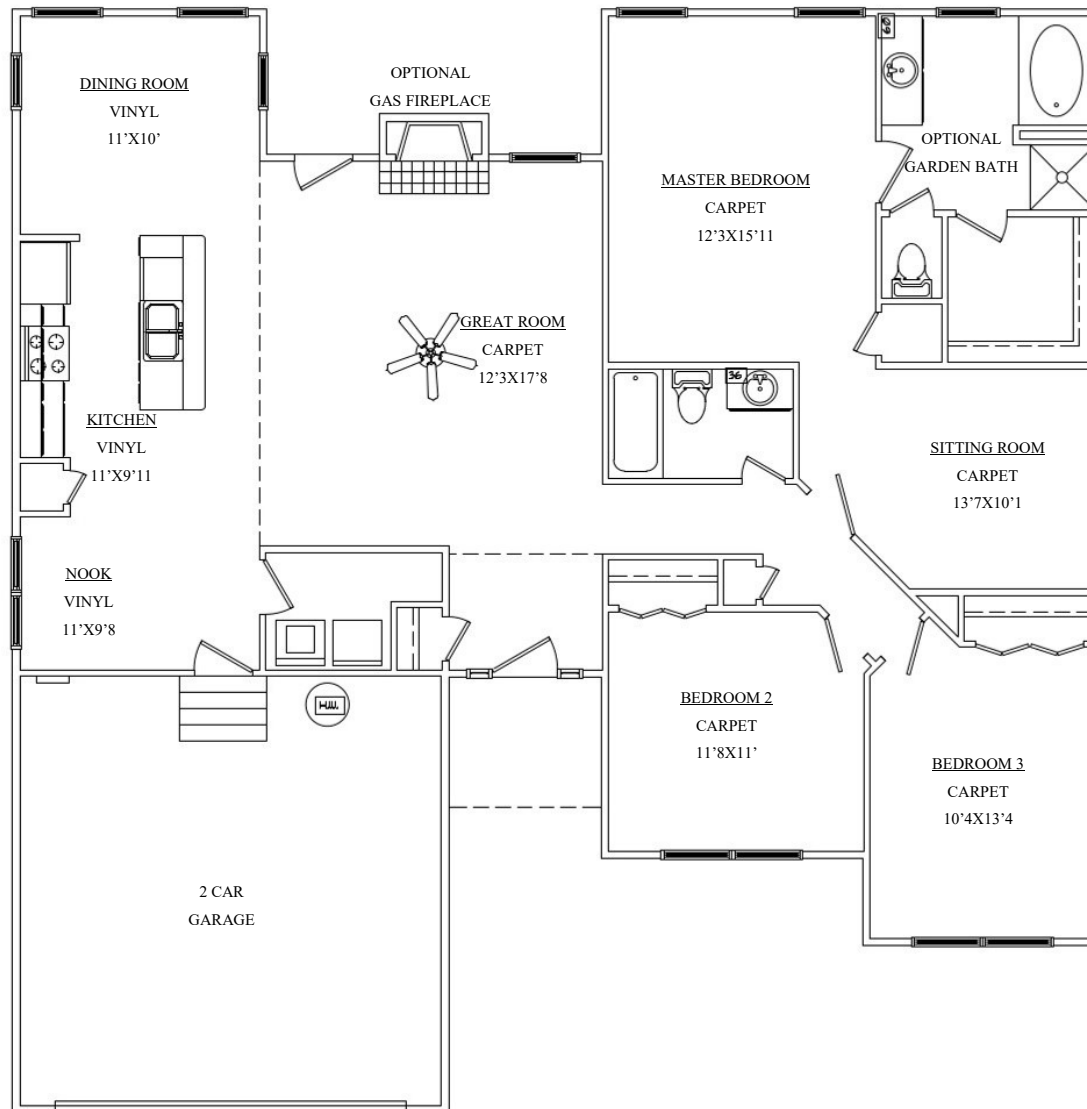 OPTIONAL
GAS FIREPLACE
DINING ROOM
VINYL
11’X10’
60
OPTIONAL
GARDEN BATH
MASTER BEDROOM
CARPET
12’3X15’11
GREAT ROOM
CARPET
12’3X17’8
36
KITCHEN
VINYL
11’X9’11
SITTING ROOM
CARPET
13’7X10’1
NOOK
VINYL
11’X9’8
H.W.
BEDROOM 2
CARPET
11’8X11’
BEDROOM 3
CARPET
10’4X13’4
2 CAR
GARAGE